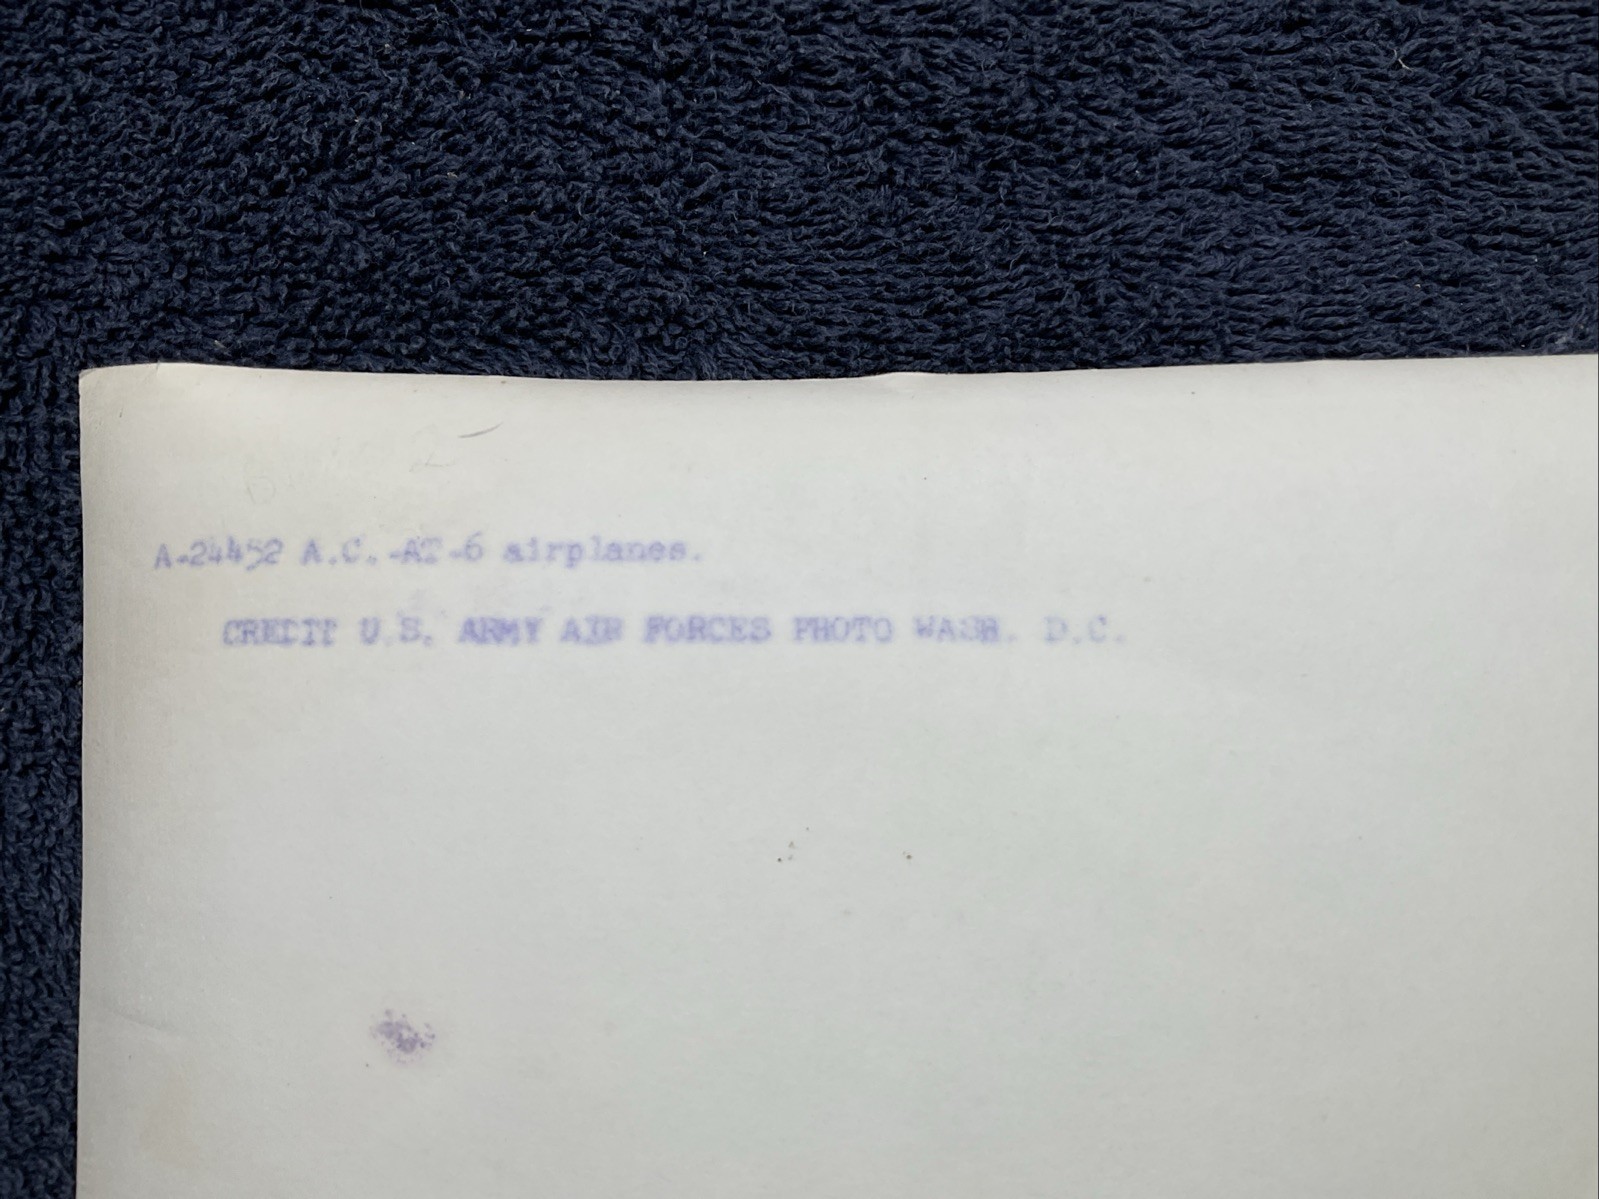 A-24452 A.C.-AT-6 airplanes.
CREDIT U.S. ARMY AIR FORCES PHOTO WASH. D.C.